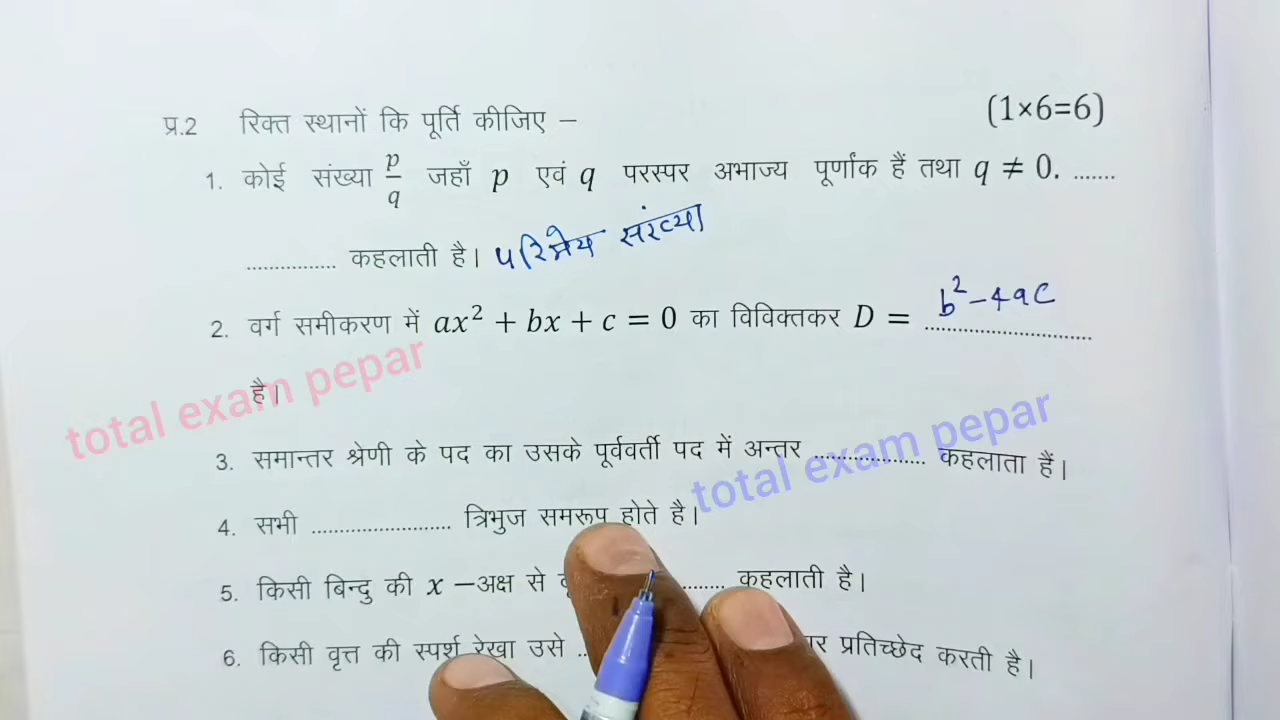 प्र.2 रिक्त स्थानों कि पूर्ति कीजिए – (1×6=6)
1. कोई संख्या p/q जहाँ p एवं q परस्पर अभाज्य पूर्णांक हैं तथा q ≠ 0. .......
................ कहलाती है। परिमेय संख्या
2. वर्ग समीकरण में ax² + bx + c = 0 का विविक्तकर D = b²-4ac
है।
3. समान्तर श्रेणी के पद का उसके पूर्ववर्ती पद में अन्तर .................... कहलाता हैं।
4. सभी ......................... त्रिभुज समरूप होते है।
5. किसी बिन्दु की x –अक्ष से ........ कहलाती है।
6. किसी वृत्त की स्पर्श रेखा उसे .. प्रतिच्छेद करती है।
total exam pepar
total exam pepar